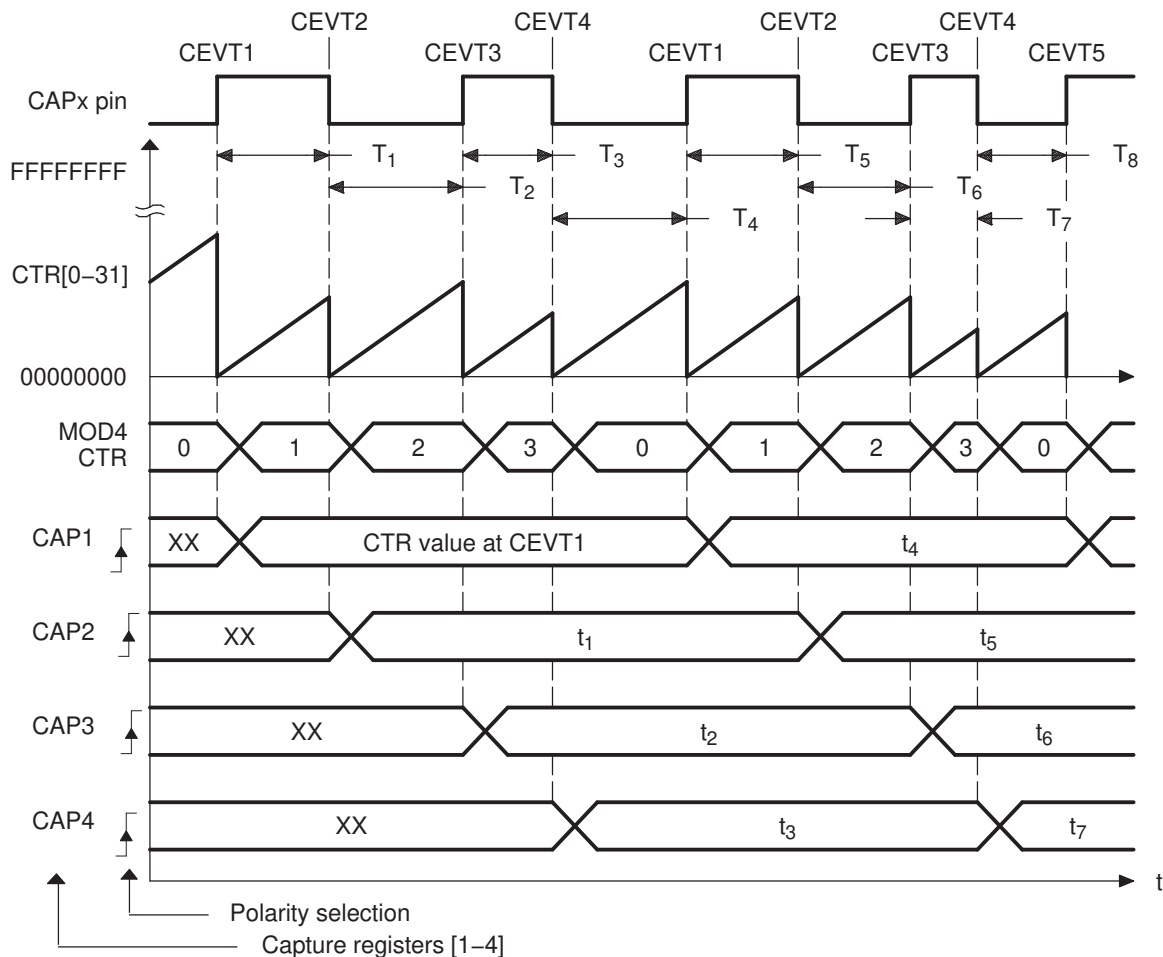 CEVT2 CEVT4 CEVT2 CEVT4
CEVT1 CEVT3 CEVT1 CEVT3 CEVT5
CAPx pin
T1 T3 T5 T8
FFFFFFFF
T2 T6
T4 T7
CTR[0−31]
00000000
MOD4
CTR
0 1 2 3 0 1 2 3 0
CAP1 XX CTR value at CEVT1 t4
CAP2 XX t1 t5
CAP3 XX t2 t6
CAP4 XX t3 t7
t
Polarity selection
Capture registers [1−4]